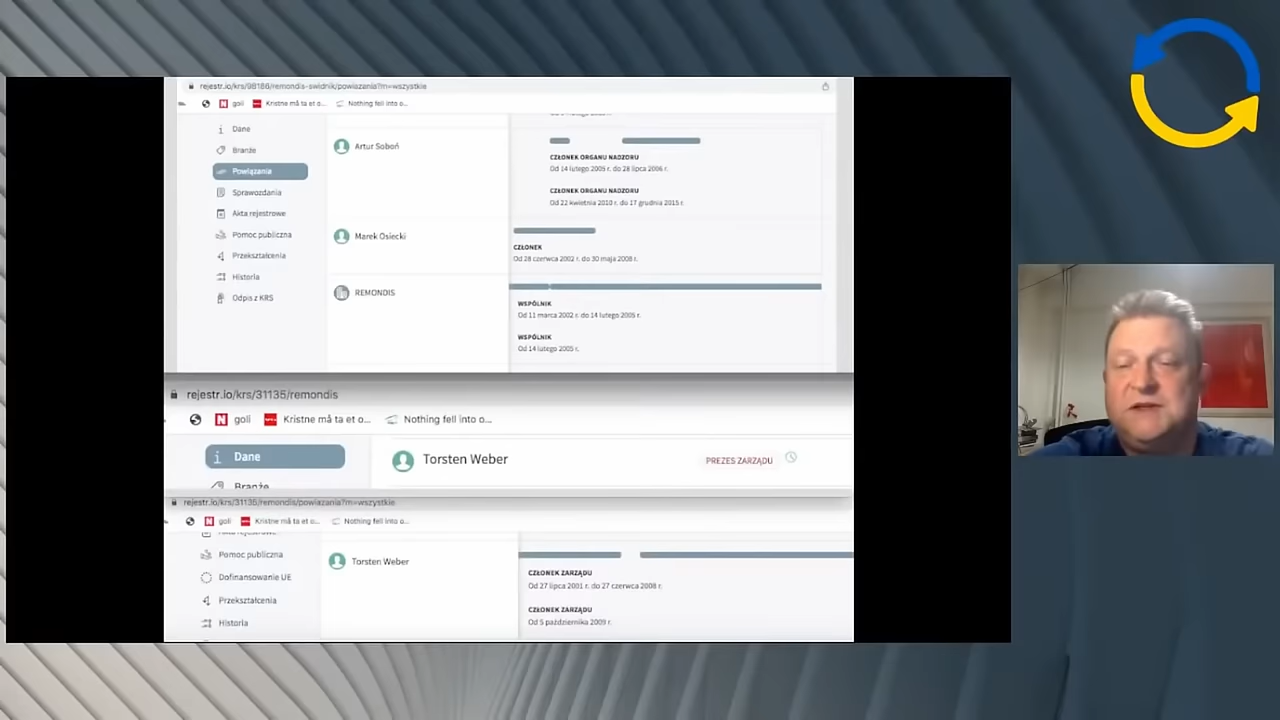 rejestr.io/krs/98186/remondis-swidnik/powiazania?m=wszystkie
goli
Kristne må ta et o...
Nothing fell into o...
Dane
Branże
Powiązania
Sprawozdania
Akta rejestrowe
Pomoc publiczna
Przekształcenia
Historia
Odpis z KRS
Artur Soboń
CZŁONEK ORGANU NADZORU
Od 14 lutego 2005 r. do 28 lipca 2006 r.
CZŁONEK ORGANU NADZORU
Od 22 kwietnia 2010 r. do 17 grudnia 2015 r.
Marek Osiecki
CZŁONEK
Od 28 czerwca 2002 r. do 30 maja 2008 r.
REMONDIS
WSPÓLNIK
Od 11 marca 2002 r. do 14 lutego 2005 r.
WSPÓLNIK
Od 14 lutego 2005 r.
rejestr.io/krs/31135/remondis
goli
Kristne må ta et o...
Nothing fell into o...
Dane
Branże
Torsten Weber
PREZES ZARZĄDU
rejestr.io/krs/31135/remondis/powiazania?m=wszystkie
goli
Kristne må ta et o...
Nothing fell into o...
Akta rejestrowe
Pomoc publiczna
Dofinansowanie UE
Przekształcenia
Historia
Torsten Weber
CZŁONEK ZARZĄDU
Od 27 lipca 2001 r. do 27 czerwca 2008 r.
CZŁONEK ZARZĄDU
Od 5 października 2009 r.